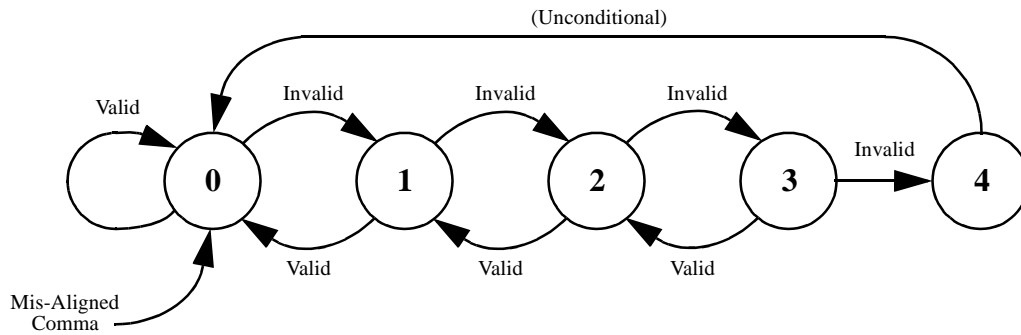 (Unconditional)
Valid
Invalid
Invalid
Invalid
Invalid
0
1
2
3
4
Valid
Valid
Valid
Mis-Aligned
Comma